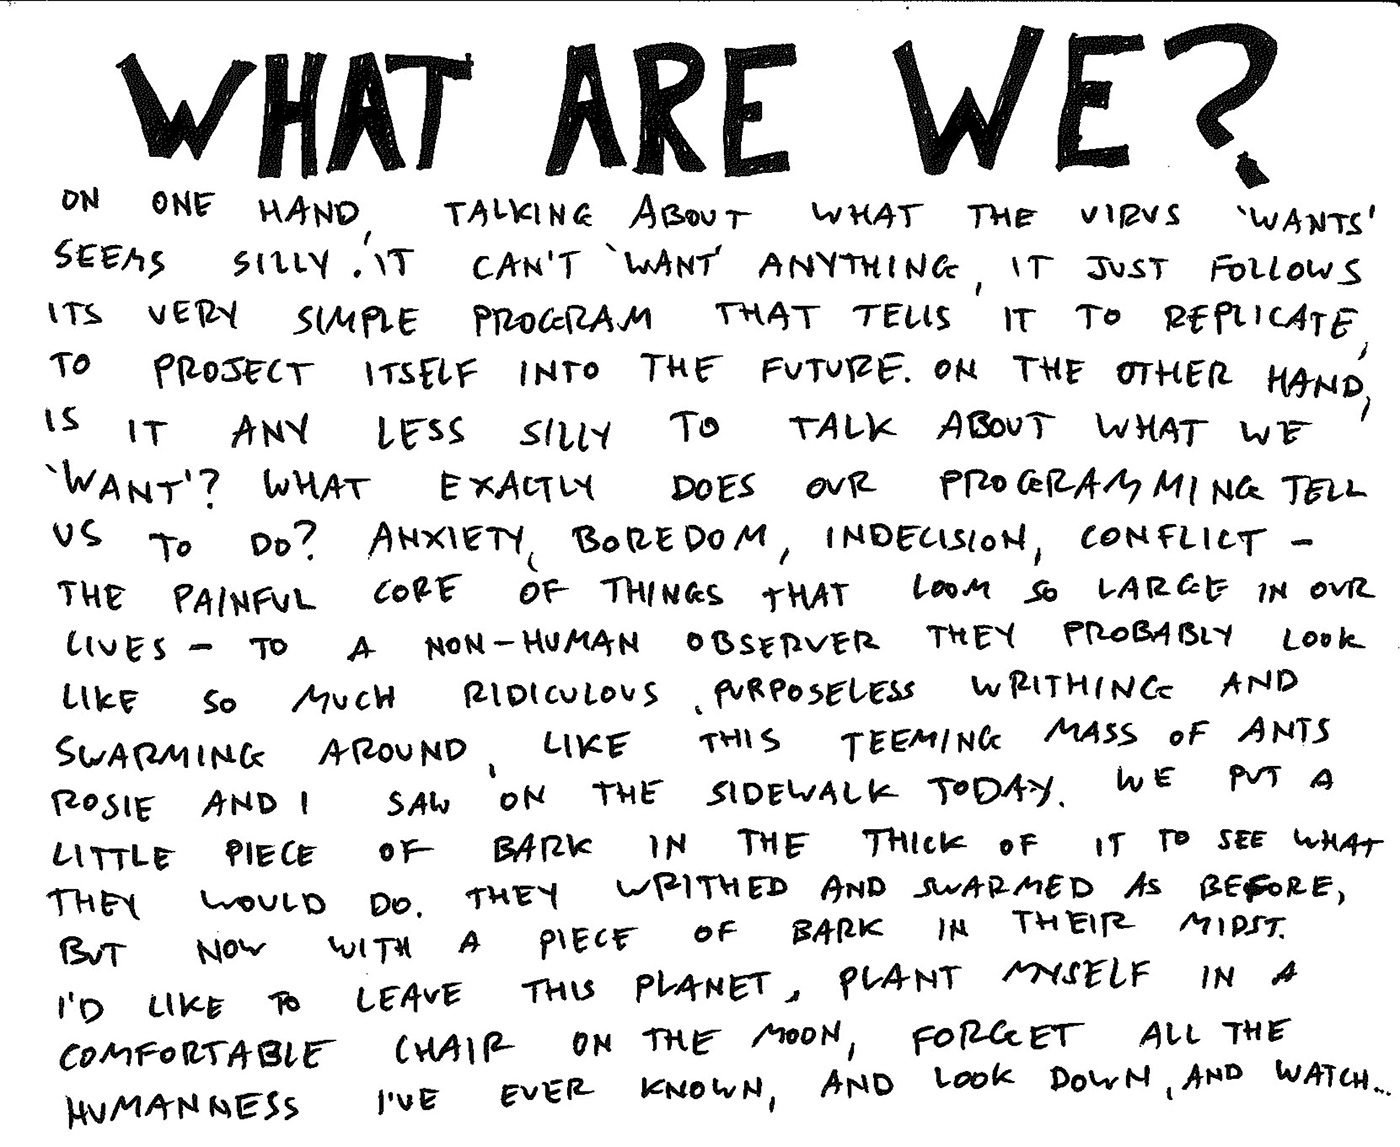 WHAT ARE WE?
ON ONE HAND, TALKING ABOUT WHAT THE VIRUS 'WANTS'
SEEMS SILLY. IT CAN'T 'WANT' ANYTHING, IT JUST FOLLOWS
ITS VERY SIMPLE PROGRAM THAT TELLS IT TO REPLICATE,
TO PROJECT ITSELF INTO THE FUTURE. ON THE OTHER HAND,
IS IT ANY LESS SILLY TO TALK ABOUT WHAT WE
'WANT'? WHAT EXACTLY DOES OUR PROGRAMMING TELL
US TO DO? ANXIETY, BOREDOM, INDECISION, CONFLICT –
THE PAINFUL CORE OF THINGS THAT LOOM SO LARGE IN OUR
LIVES – TO A NON-HUMAN OBSERVER THEY PROBABLY LOOK
LIKE SO MUCH RIDICULOUS, PURPOSELESS WRITHING AND
SWARMING AROUND, LIKE THIS TEEMING MASS OF ANTS
ROSIE AND I SAW ON THE SIDEWALK TODAY. WE PUT A
LITTLE PIECE OF BARK IN THE THICK OF IT TO SEE WHAT
THEY WOULD DO. THEY WRITHED AND SWARMED AS BEFORE,
BUT NOW WITH A PIECE OF BARK IN THEIR MIDST.
I'D LIKE TO LEAVE THIS PLANET, PLANT MYSELF IN A
COMFORTABLE CHAIR ON THE MOON, FORGET ALL THE
HUMANNESS I'VE EVER KNOWN, AND LOOK DOWN, AND WATCH...